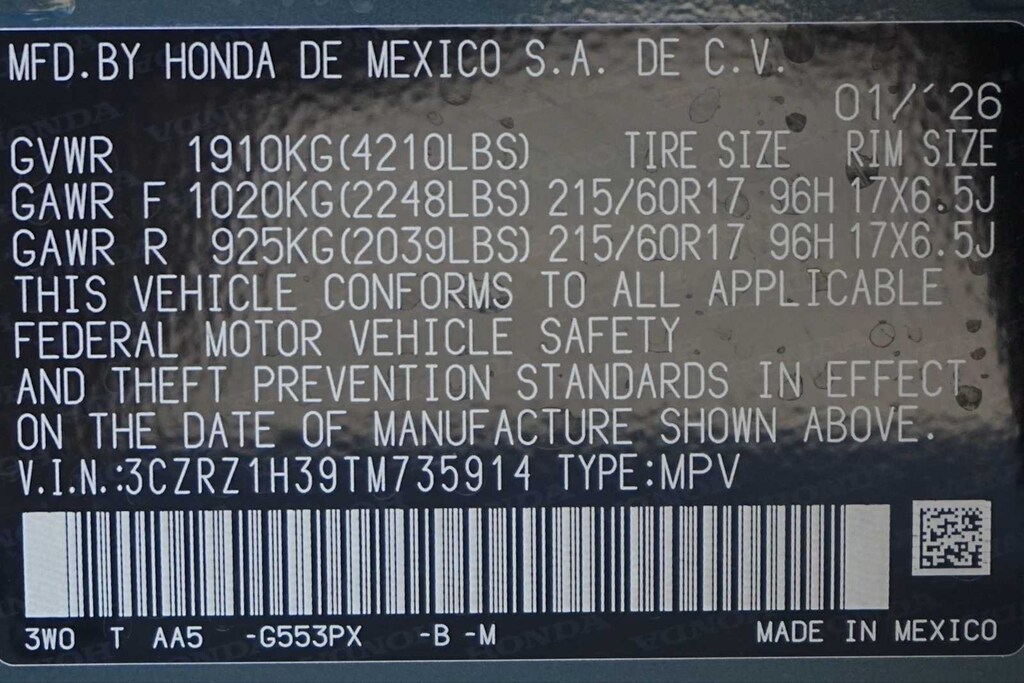 MFD.BY HONDA DE MEXICO S.A. DE C.V.
01/'26
GVWR 1910KG(4210LBS) TIRE SIZE RIM SIZE
GAWR F 1020KG(2248LBS) 215/60R17 96H 17X6.5J
GAWR R 925KG(2039LBS) 215/60R17 96H 17X6.5J
THIS VEHICLE CONFORMS TO ALL APPLICABLE
FEDERAL MOTOR VEHICLE SAFETY
AND THEFT PREVENTION STANDARDS IN EFFECT
ON THE DATE OF MANUFACTURE SHOWN ABOVE.
V.I.N.:3CZRZ1H39TM735914 TYPE:MPV
3W0 T AA5 -G553PX -B -M MADE IN MEXICO